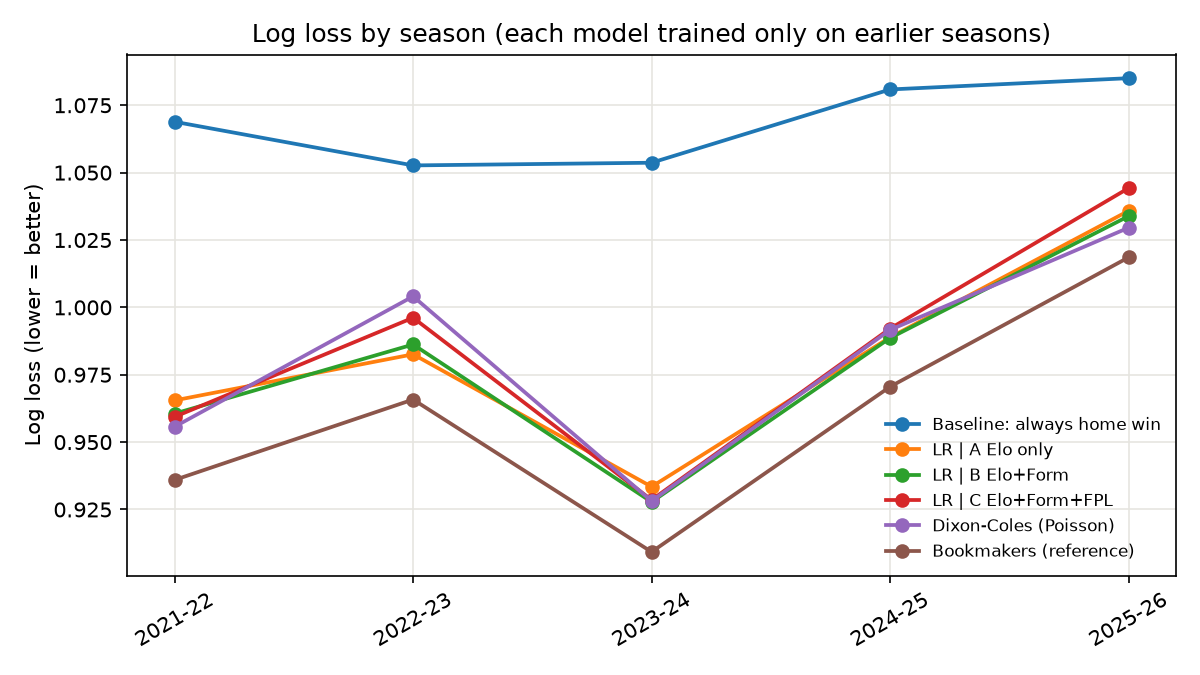 Log loss by season (each model trained only on earlier seasons)
Log loss (lower = better)
1.075
1.050
1.025
1.000
0.975
0.950
0.925
Baseline: always home win
LR | A Elo only
LR | B Elo+Form
LR | C Elo+Form+FPL
Dixon-Coles (Poisson)
Bookmakers (reference)
2021-22
2022-23
2023-24
2024-25
2025-26